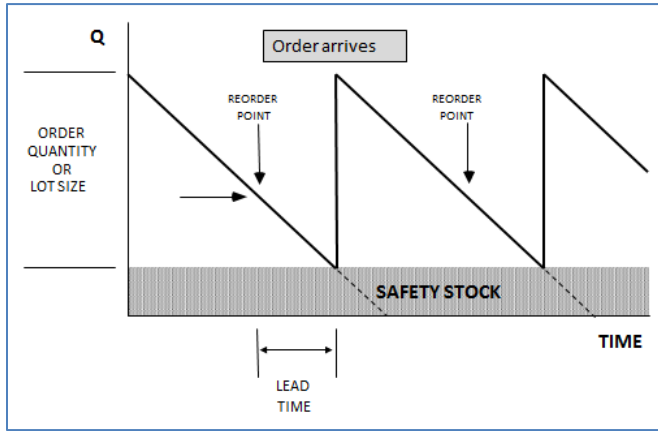 Q
Order arrives
REORDER
POINT
REORDER
POINT
ORDER
QUANTITY
OR
LOT SIZE
SAFETY STOCK
TIME
LEAD
TIME